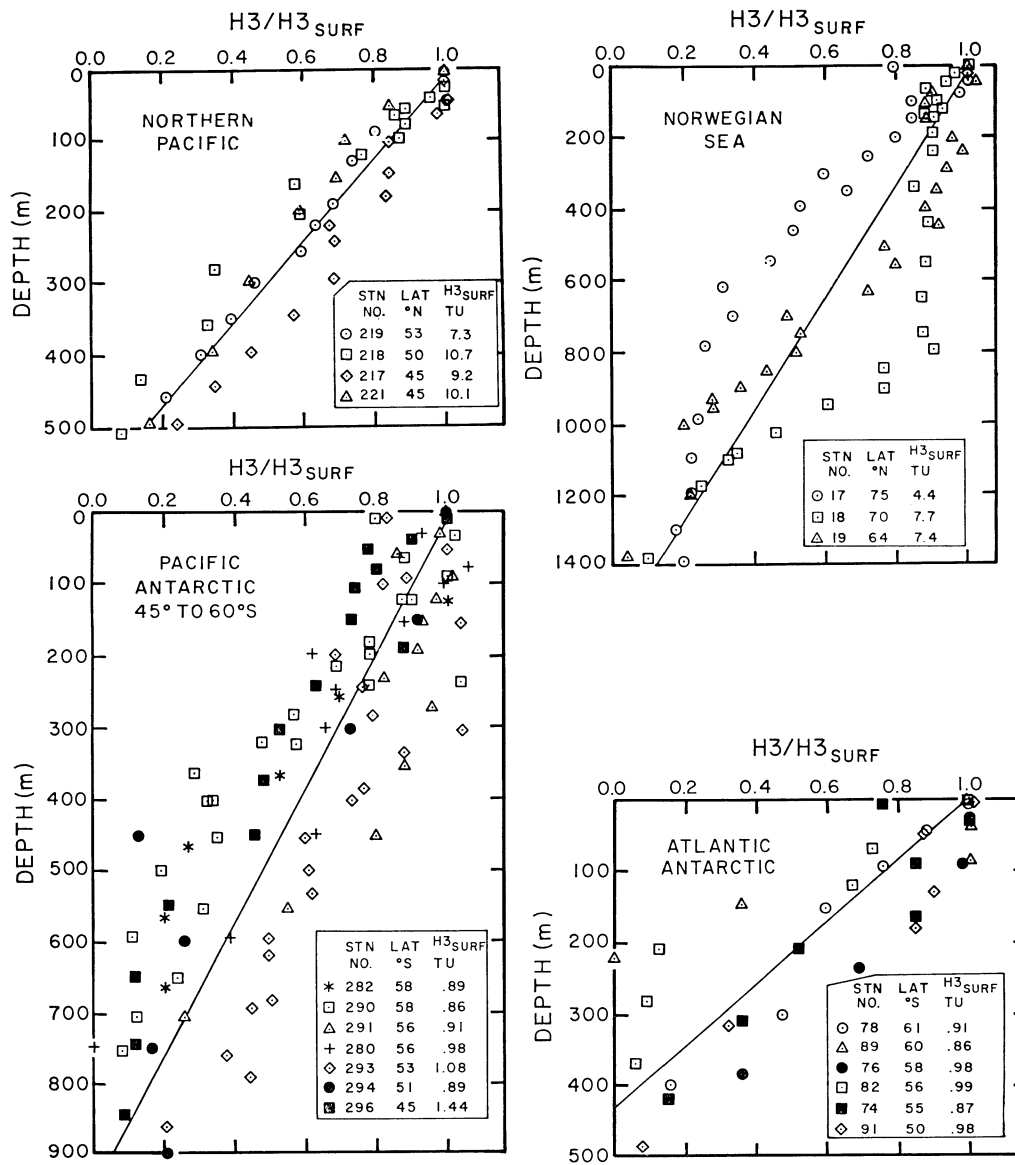 H3/H3SURF
0.0 0.2 0.4 0.6 0.8 1.0
0
100
200
300
400
500
DEPTH (m)
NORTHERN
PACIFIC
STN LAT H3SURF
NO. °N TU
219 53 7.3
218 50 10.7
217 45 9.2
221 45 10.1
H3/H3SURF
0.0 0.2 0.4 0.6 0.8 1.0
0
200
400
600
800
1000
1200
1400
DEPTH (m)
NORWEGIAN
SEA
STN LAT H3SURF
NO. °N TU
17 75 4.4
18 70 7.7
19 64 7.4
H3/H3SURF
0.0 0.2 0.4 0.6 0.8 1.0
0
100
200
300
400
500
600
700
800
900
DEPTH (m)
PACIFIC
ANTARCTIC
45° TO 60°S
STN LAT H3SURF
NO. °S TU
282 58 .89
290 58 .86
291 56 .91
280 56 .98
293 53 1.08
294 51 .89
296 45 1.44
H3/H3SURF
0.0 0.2 0.4 0.6 0.8 1.0
0
100
200
300
400
500
DEPTH (m)
ATLANTIC
ANTARCTIC
STN LAT H3SURF
NO. °S TU
78 61 .91
89 60 .86
76 58 .98
82 56 .99
74 55 .87
91 50 .98